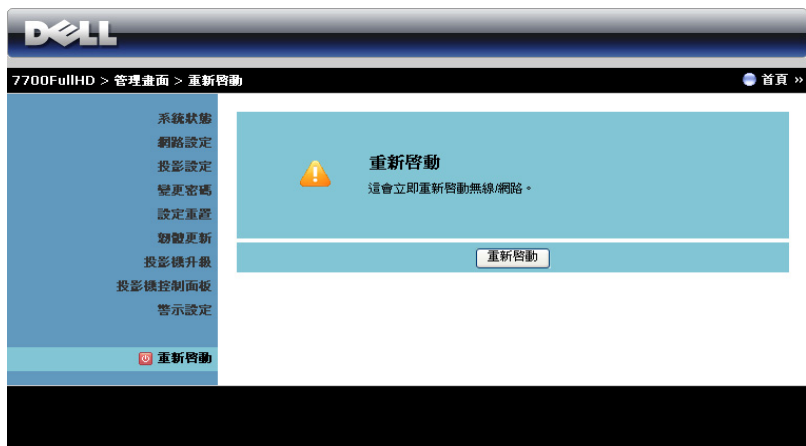 DELL
7700FullHD > 管理畫面 > 重新啓動
首頁 »
系統狀態
網路設定
投影設定
變更密碼
設定重置
韌體更新
投影機升級
投影機控制面板
警示設定
重新啓動
重新啓動
這會立即重新啓動無線/網路。
重新啓動